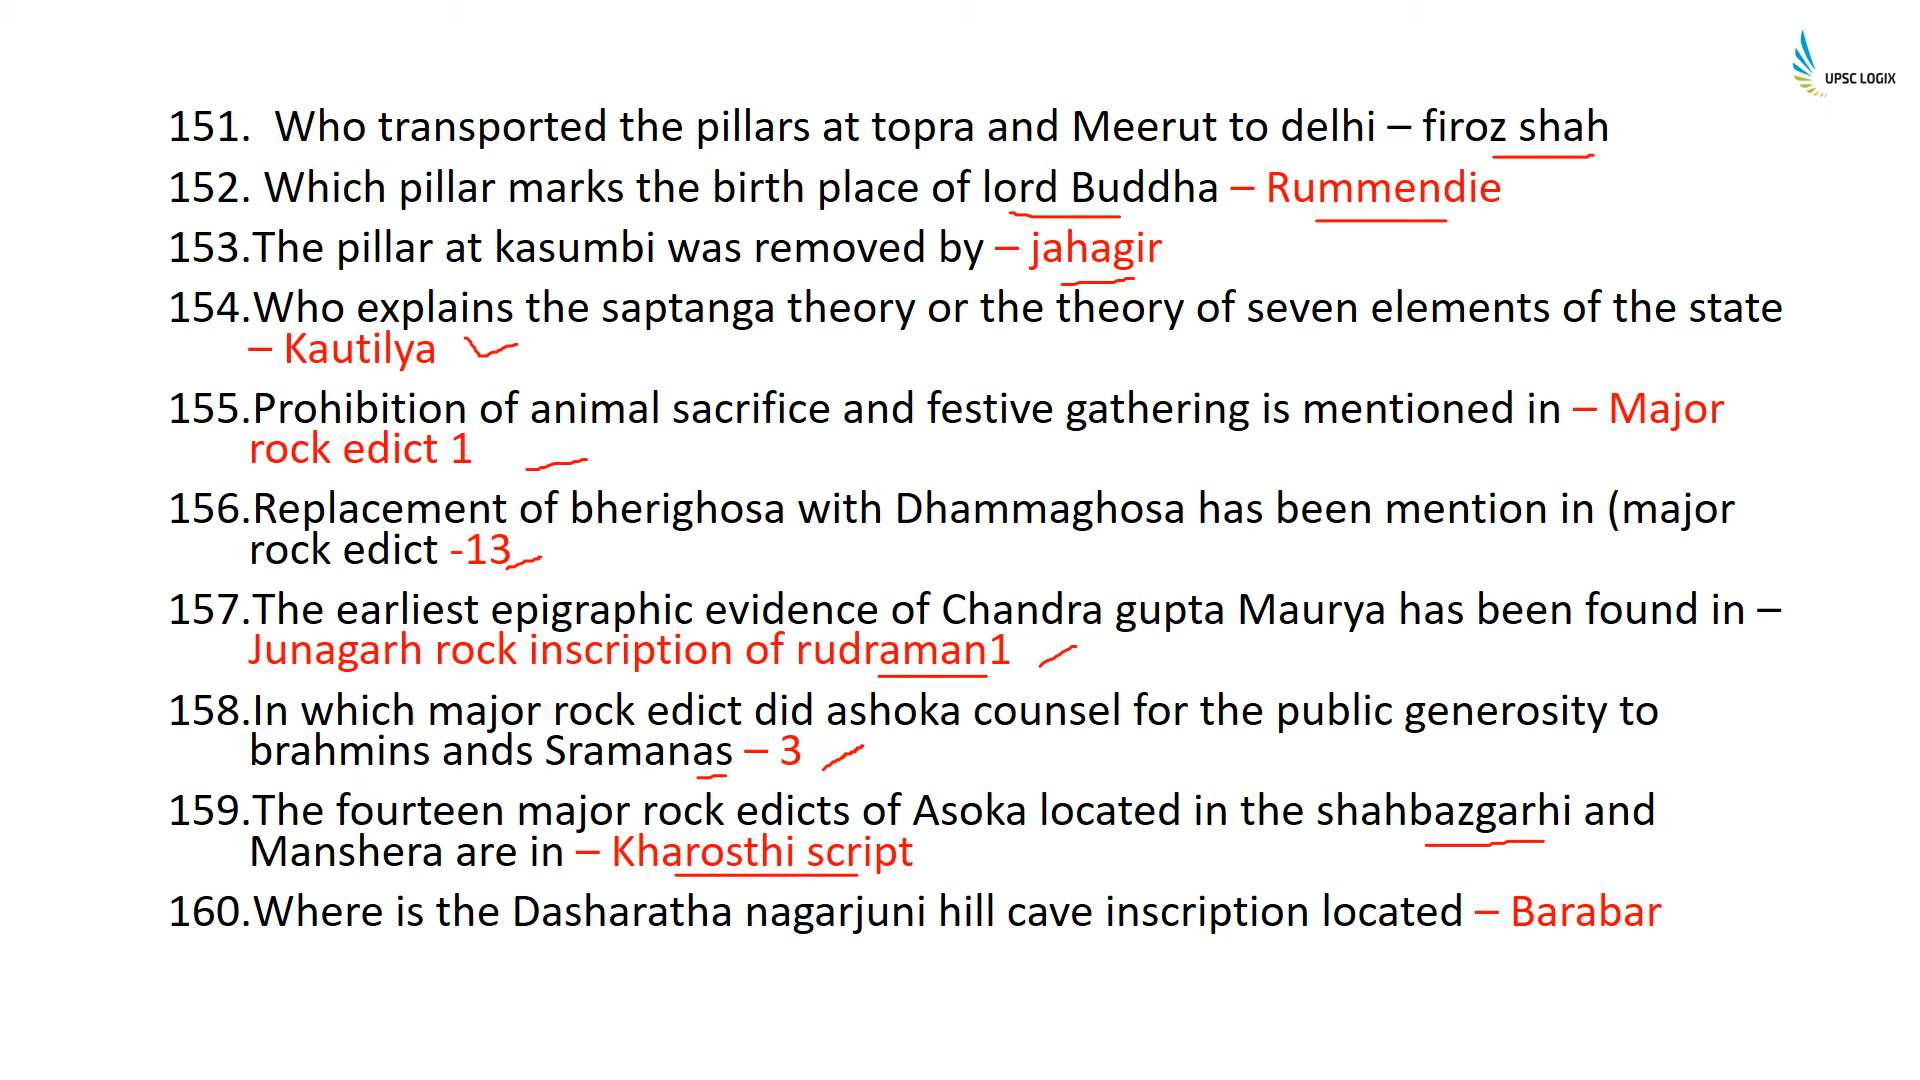 UPSC LOGIX
151. Who transported the pillars at topra and Meerut to delhi – firoz shah
152. Which pillar marks the birth place of lord Buddha – Rummendie
153.The pillar at kasumbi was removed by – jahagir
154.Who explains the saptanga theory or the theory of seven elements of the state
– Kautilya
155.Prohibition of animal sacrifice and festive gathering is mentioned in – Major
rock edict 1
156.Replacement of bherighosa with Dhammaghosa has been mention in (major
rock edict -13
157.The earliest epigraphic evidence of Chandra gupta Maurya has been found in –
Junagarh rock inscription of rudraman1
158.In which major rock edict did ashoka counsel for the public generosity to
brahmins ands Sramanas – 3
159.The fourteen major rock edicts of Asoka located in the shahbazgarhi and
Manshera are in – Kharosthi script
160.Where is the Dasharatha nagarjuni hill cave inscription located – Barabar